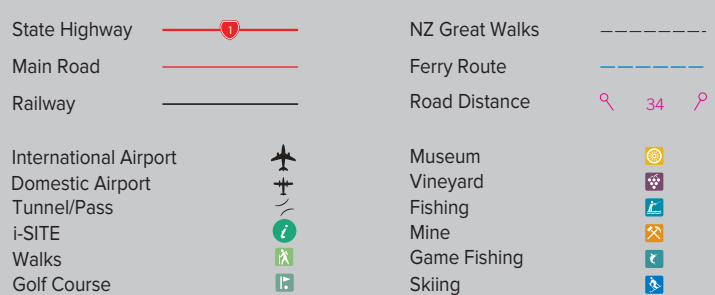 State Highway 1
Main Road
Railway
NZ Great Walks
Ferry Route
Road Distance 34
International Airport
Domestic Airport
Tunnel/Pass
i-SITE i
Walks
Golf Course
Museum
Vineyard
Fishing
Mine
Game Fishing
Skiing